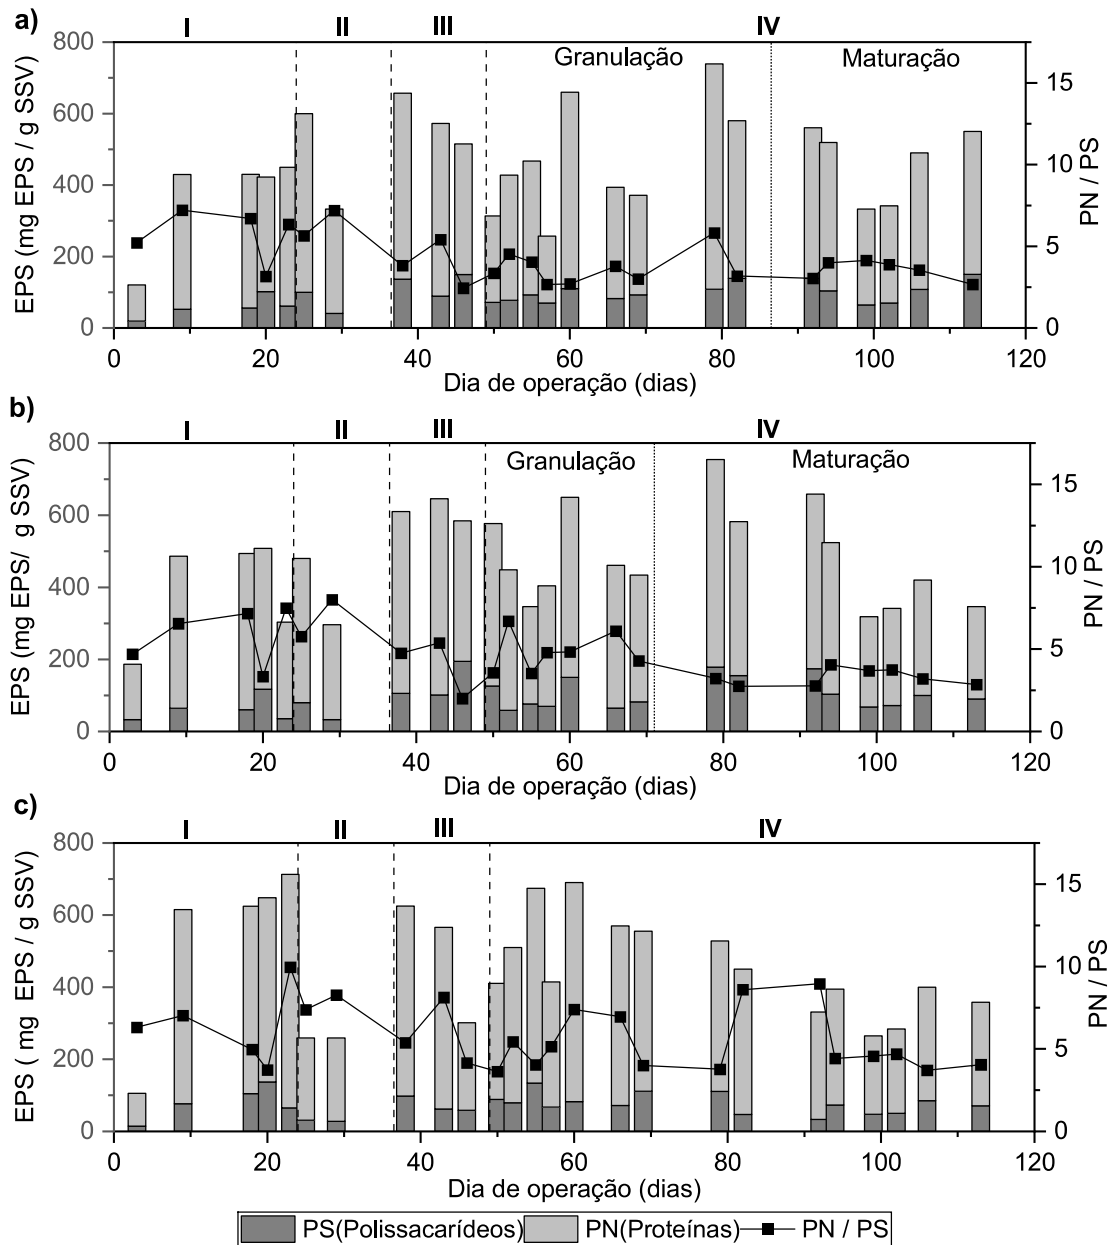 a)
I II III IV
Granulação Maturação
800
600
400
200
0
EPS (mg EPS / g SSV)
15
10
5
0
PN / PS
0 20 40 60 80 100 120
Dia de operação (dias)
b)
I II III IV
Granulação Maturação
800
600
400
200
0
EPS (mg EPS/ g SSV)
15
10
5
0
PN / PS
0 20 40 60 80 100 120
Dia de operação (dias)
c)
I II III IV
800
600
400
200
0
EPS ( mg EPS / g SSV)
15
10
5
0
PN / PS
0 20 40 60 80 100 120
Dia de operação (dias)
PS(Polissacarídeos) PN(Proteínas) PN / PS